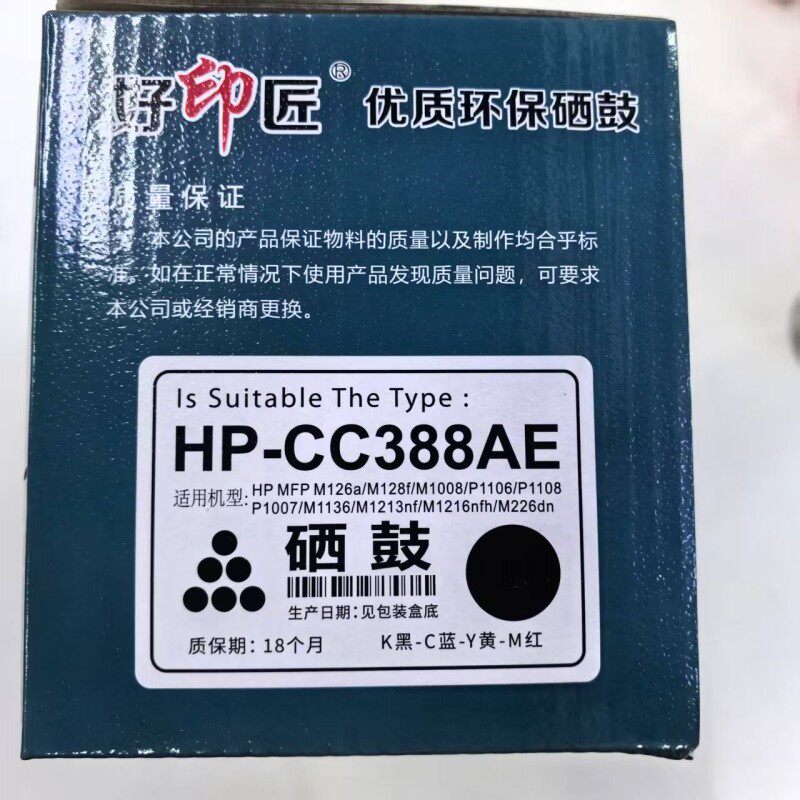 好印匠® 优质环保硒鼓
质量保证
本公司的产品保证物料的质量以及制作均合乎标
准。如在正常情况下使用产品发现质量问题，可要求
本公司或经销商更换。
Is Suitable The Type :
HP-CC388AE
适用机型: HP MFP M126a/M128f/M1008/P1106/P1108
P1007/M1136/M1213nf/M1216nfh/M226dn
硒鼓
生产日期: 见包装盒底
质保期: 18个月 K黑-C蓝-Y黄-M红